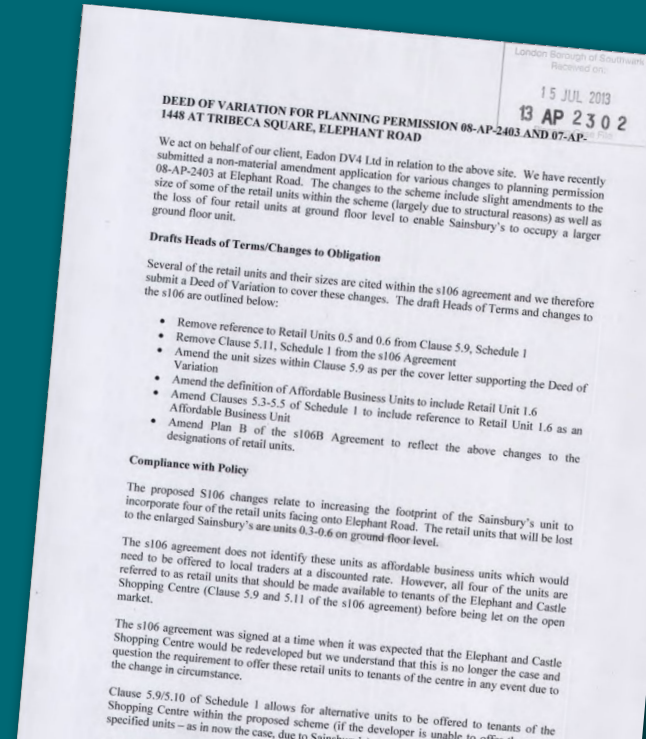 London Borough of Southwark
Received on:
15 JUL 2013
13 AP 2302
DEED OF VARIATION FOR PLANNING PERMISSION 08-AP-2403 AND 07-AP-
1448 AT TRIBECA SQUARE, ELEPHANT ROAD
We act on behalf of our client, Eadon DV4 Ltd in relation to the above site. We have recently
submitted a non-material amendment application for various changes to planning permission
08-AP-2403 at Elephant Road. The changes to the scheme include slight amendments to the
size of some of the retail units within the scheme (largely due to structural reasons) as well as
the loss of four retail units at ground floor level to enable Sainsbury's to occupy a larger
ground floor unit.
Drafts Heads of Terms/Changes to Obligation
Several of the retail units and their sizes are cited within the s106 agreement and we therefore
submit a Deed of Variation to cover these changes. The draft Heads of Terms and changes to
the s106 are outlined below:
• Remove reference to Retail Units 0.5 and 0.6 from Clause 5.9, Schedule 1
• Remove Clause 5.11, Schedule 1 from the s106 Agreement
• Amend the unit sizes within Clause 5.9 as per the cover letter supporting the Deed of
Variation
• Amend the definition of Affordable Business Units to include Retail Unit 1.6
• Amend Clauses 5.3-5.5 of Schedule 1 to include reference to Retail Unit 1.6 as an
Affordable Business Unit
• Amend Plan B of the s106B Agreement to reflect the above changes to the
designations of retail units.
Compliance with Policy
The proposed S106 changes relate to increasing the footprint of the Sainsbury's unit to
incorporate four of the retail units facing onto Elephant Road. The retail units that will be lost
to the enlarged Sainsbury's are units 0.3-0.6 on ground floor level.
The s106 agreement does not identify these units as affordable business units which would
need to be offered to local traders at a discounted rate. However, all four of the units are
referred to as retail units that should be made available to tenants of the Elephant and Castle
Shopping Centre (Clause 5.9 and 5.11 of the s106 agreement) before being let on the open
market.
The s106 agreement was signed at a time when it was expected that the Elephant and Castle
Shopping Centre would be redeveloped but we understand that this is no longer the case and
question the requirement to offer these retail units to tenants of the centre in any event due to
the change in circumstance.
Clause 5.9/5.10 of Schedule 1 allows for alternative units to be offered to tenants of the
Shopping Centre within the proposed scheme (if the developer is unable to
specified units – as in now the case, due to